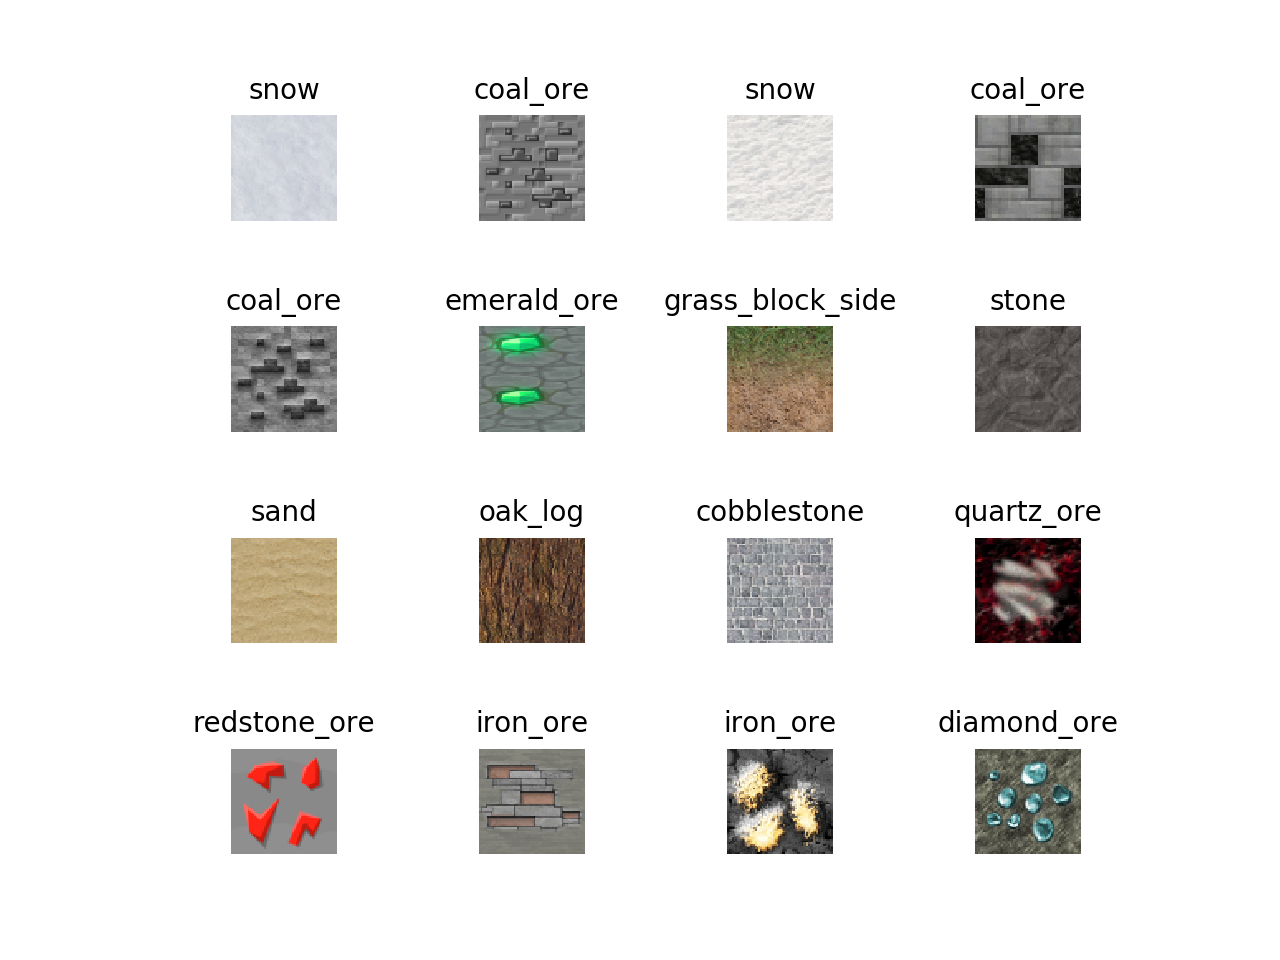 snow
coal_ore
snow
coal_ore
coal_ore
emerald_ore
grass_block_side
stone
sand
oak_log
cobblestone
quartz_ore
redstone_ore
iron_ore
iron_ore
diamond_ore